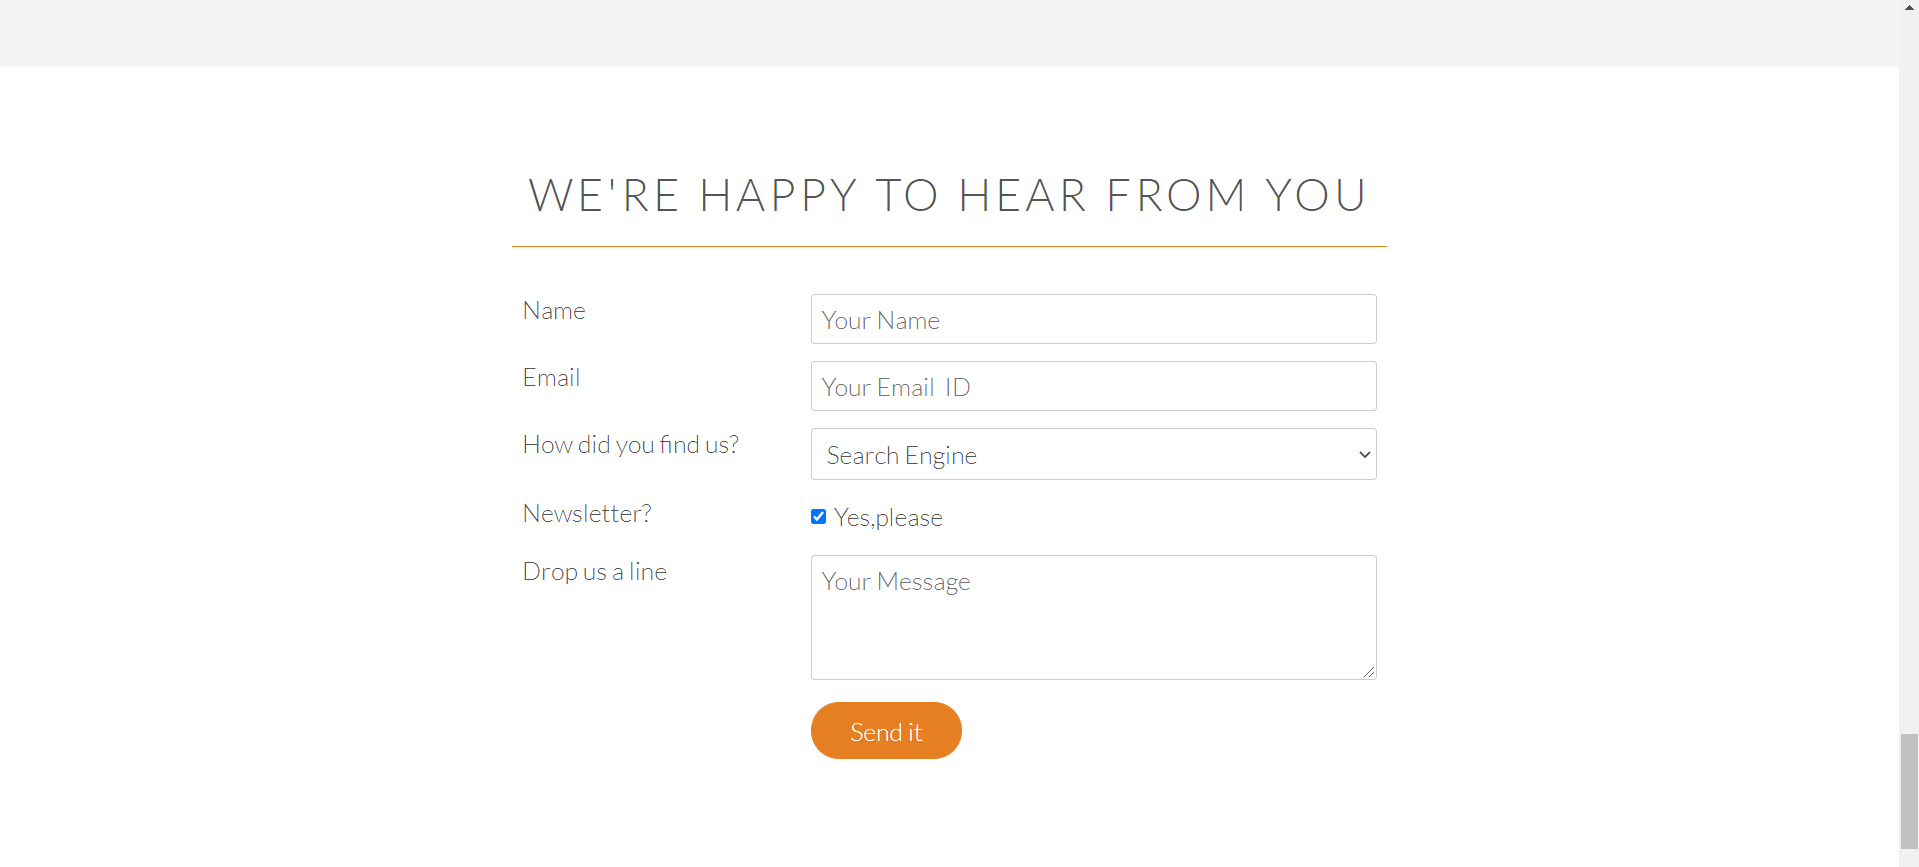 WE'RE HAPPY TO HEAR FROM YOU
Name
Your Name
Email
Your Email ID
How did you find us?
Search Engine
Newsletter?
Yes,please
Drop us a line
Your Message
Send it